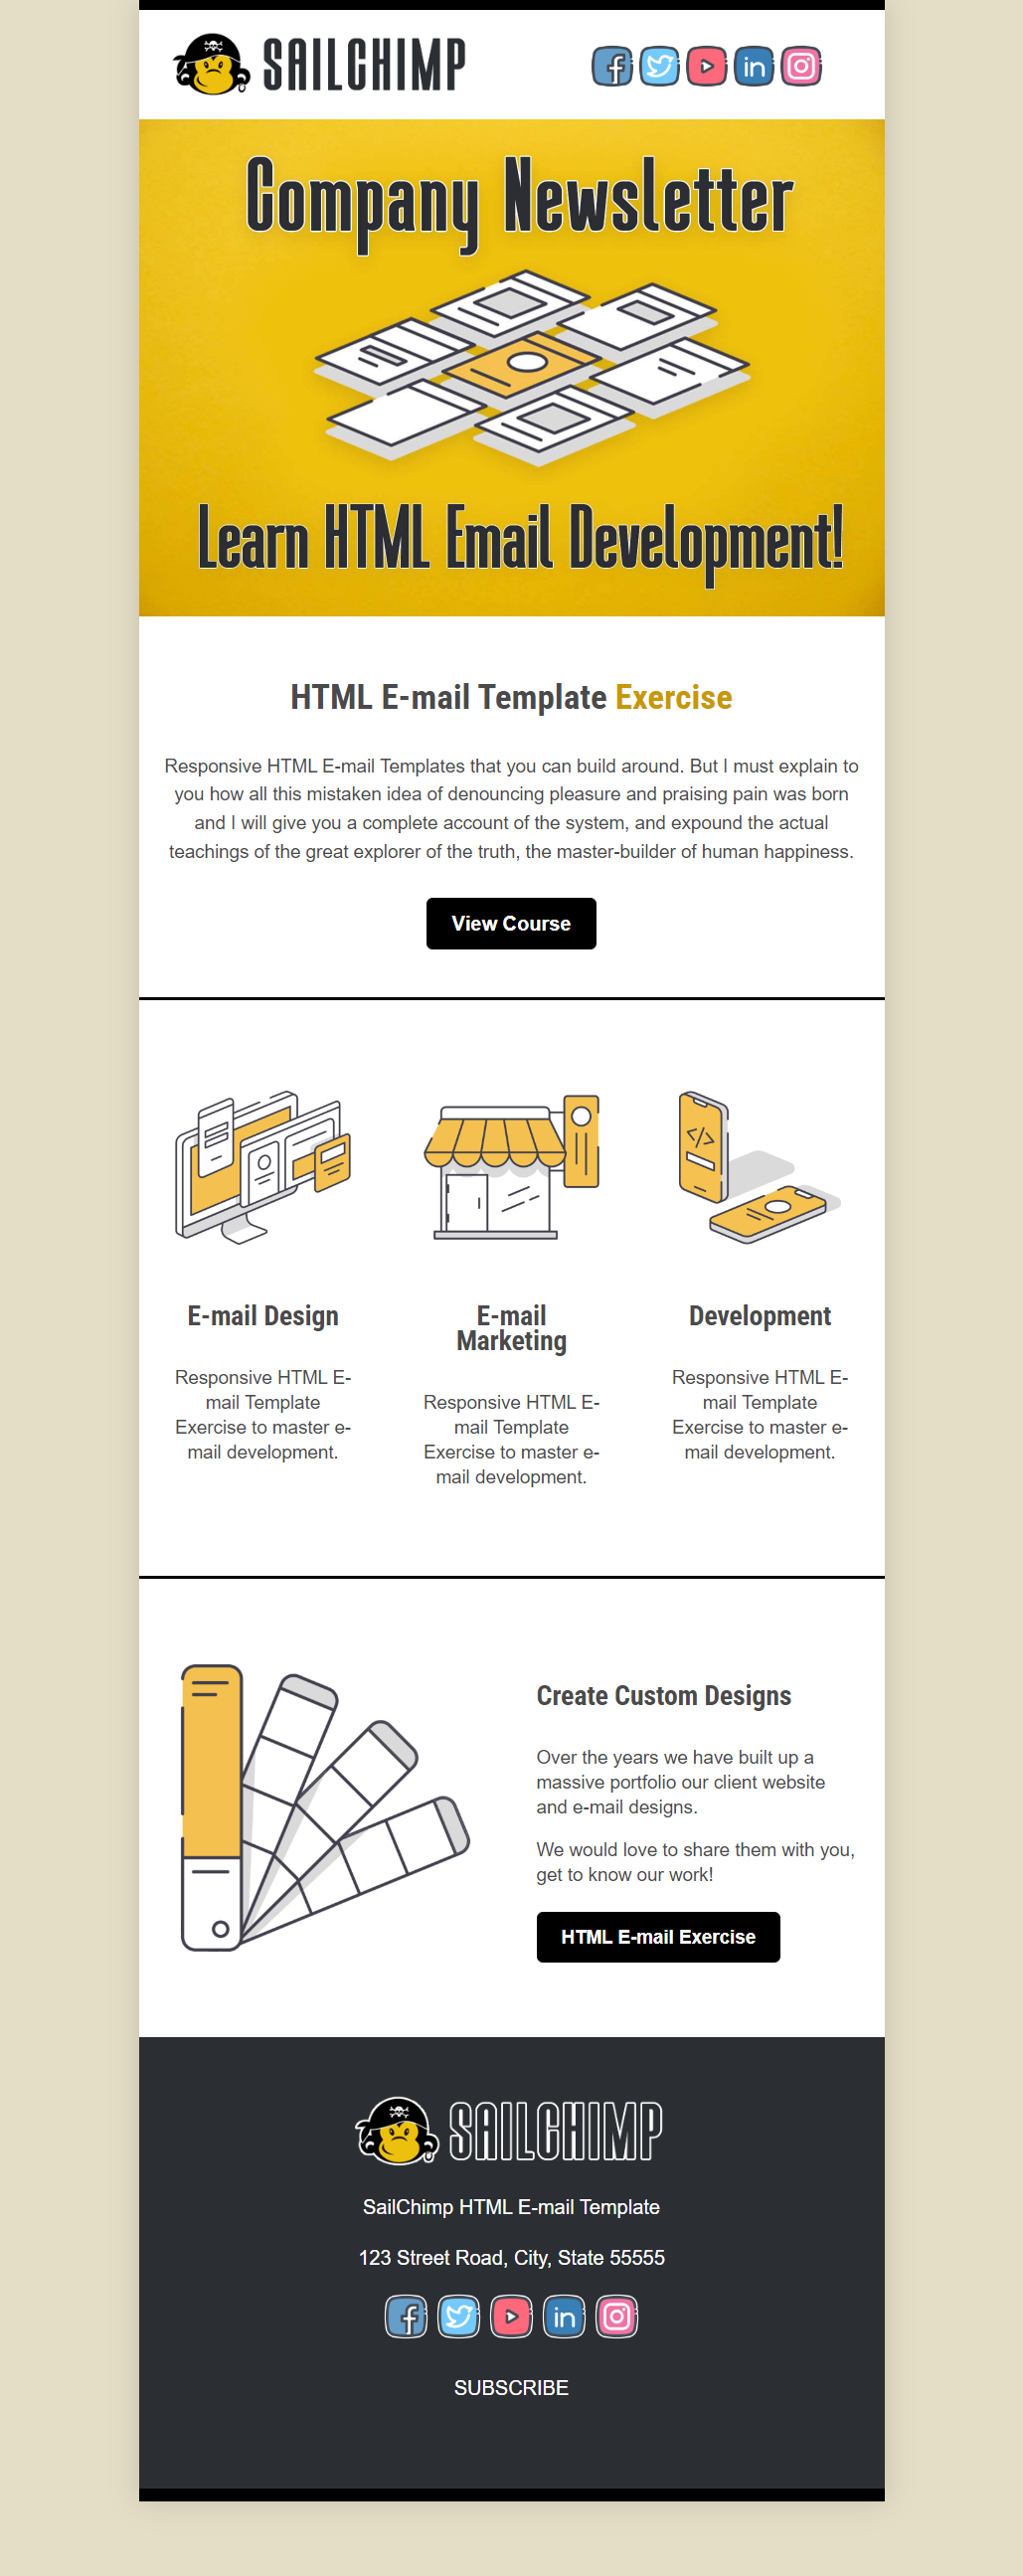 SAILCHIMP
Company Newsletter
Learn HTML Email Development!
HTML E-mail Template Exercise
Responsive HTML E-mail Templates that you can build around. But I must explain to
you how all this mistaken idea of denouncing pleasure and praising pain was born
and I will give you a complete account of the system, and expound the actual
teachings of the great explorer of the truth, the master-builder of human happiness.
View Course
E-mail Design
Responsive HTML E-
mail Template
Exercise to master e-
mail development.
E-mail
Marketing
Responsive HTML E-
mail Template
Exercise to master e-
mail development.
Development
Responsive HTML E-
mail Template
Exercise to master e-
mail development.
Create Custom Designs
Over the years we have built up a
massive portfolio our client website
and e-mail designs.
We would love to share them with you,
get to know our work!
HTML E-mail Exercise
SAILCHIMP
SailChimp HTML E-mail Template
123 Street Road, City, State 55555
SUBSCRIBE